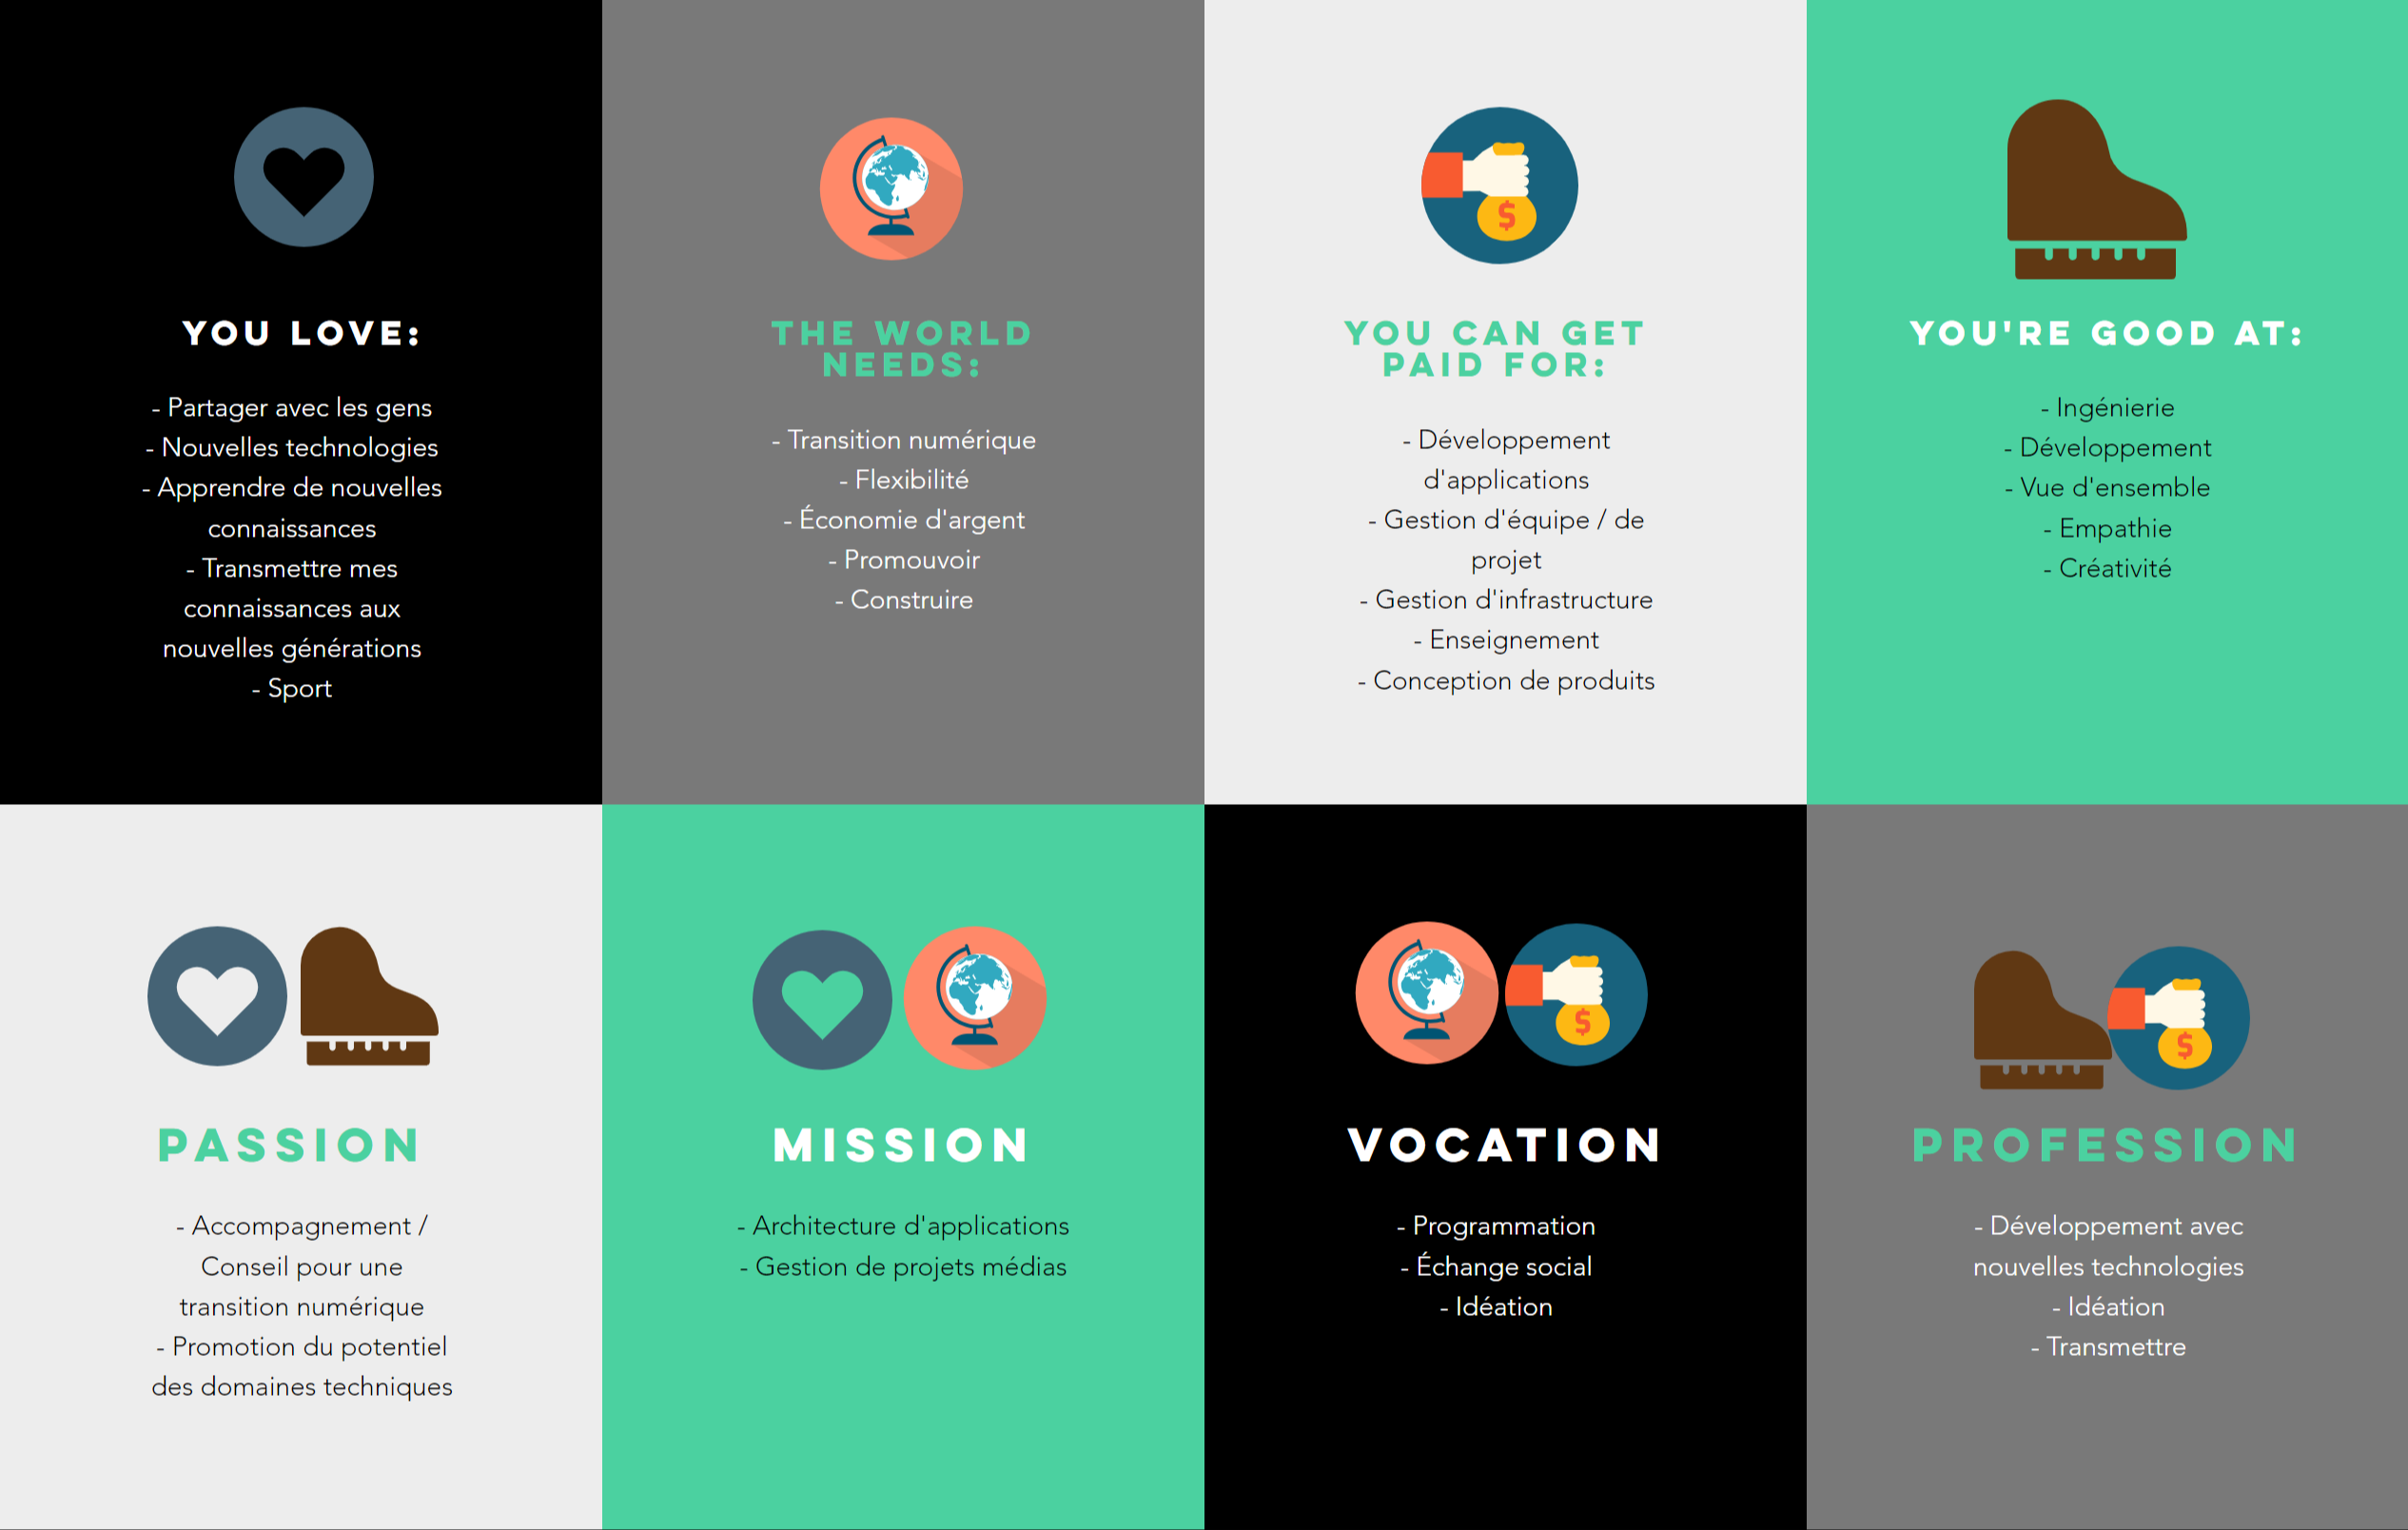 YOU LOVE:
- Partager avec les gens
- Nouvelles technologies
- Apprendre de nouvelles
connaissances
- Transmettre mes
connaissances aux
nouvelles générations
- Sport
THE WORLD
NEEDS:
- Transition numérique
- Flexibilité
- Économie d'argent
- Promouvoir
- Construire
YOU CAN GET
PAID FOR:
- Développement
d'applications
- Gestion d'équipe / de
projet
- Gestion d'infrastructure
- Enseignement
- Conception de produits
YOU'RE GOOD AT:
- Ingénierie
- Développement
- Vue d'ensemble
- Empathie
- Créativité
PASSION
- Accompagnement /
Conseil pour une
transition numérique
- Promotion du potentiel
des domaines techniques
MISSION
- Architecture d'applications
- Gestion de projets médias
VOCATION
- Programmation
- Échange social
- Idéation
PROFESSION
- Développement avec
nouvelles technologies
- Idéation
- Transmettre